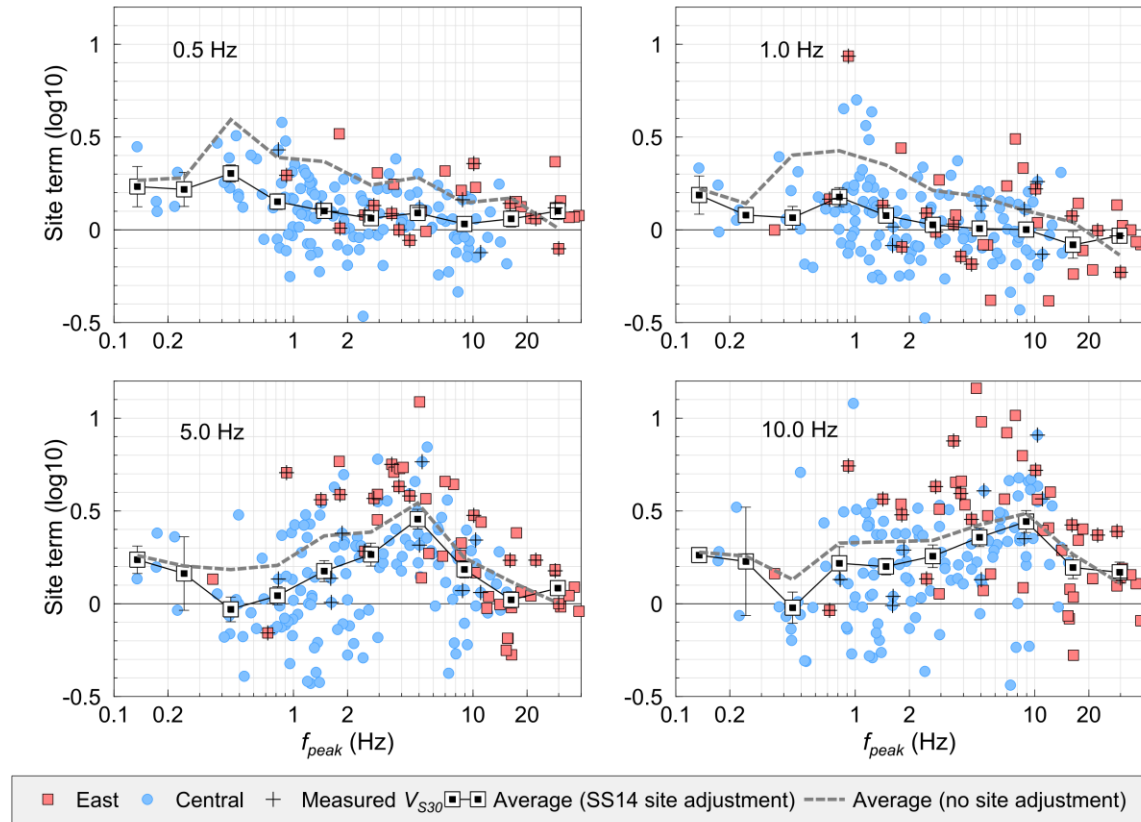 1
0.5
0
-0.5
Site term (log10)
0.5 Hz
0.1 0.2 1 2 10 20
1
0.5
0
-0.5
1.0 Hz
0.1 0.2 1 2 10 20
1
0.5
0
-0.5
Site term (log10)
5.0 Hz
0.1 0.2 1 2 10 20
f_peak (Hz)
1
0.5
0
-0.5
10.0 Hz
0.1 0.2 1 2 10 20
f_peak (Hz)
East Central Measured V_S30 Average (SS14 site adjustment) Average (no site adjustment)